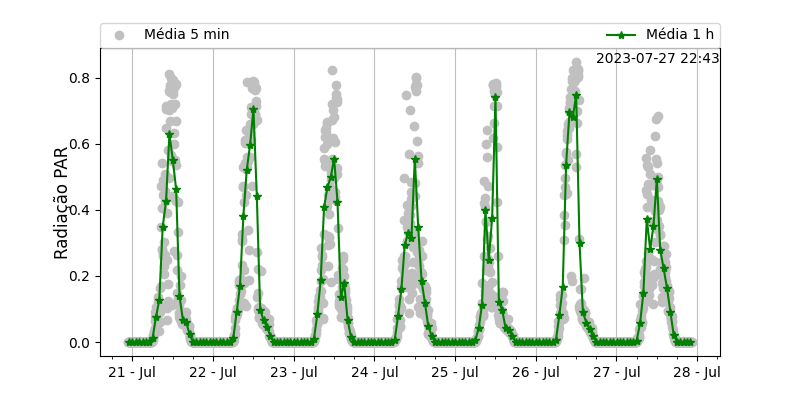 Média 5 min
Média 1 h
2023-07-27 22:43
Radiação PAR
0.8
0.6
0.4
0.2
0.0
21 - Jul
22 - Jul
23 - Jul
24 - Jul
25 - Jul
26 - Jul
27 - Jul
28 - Jul